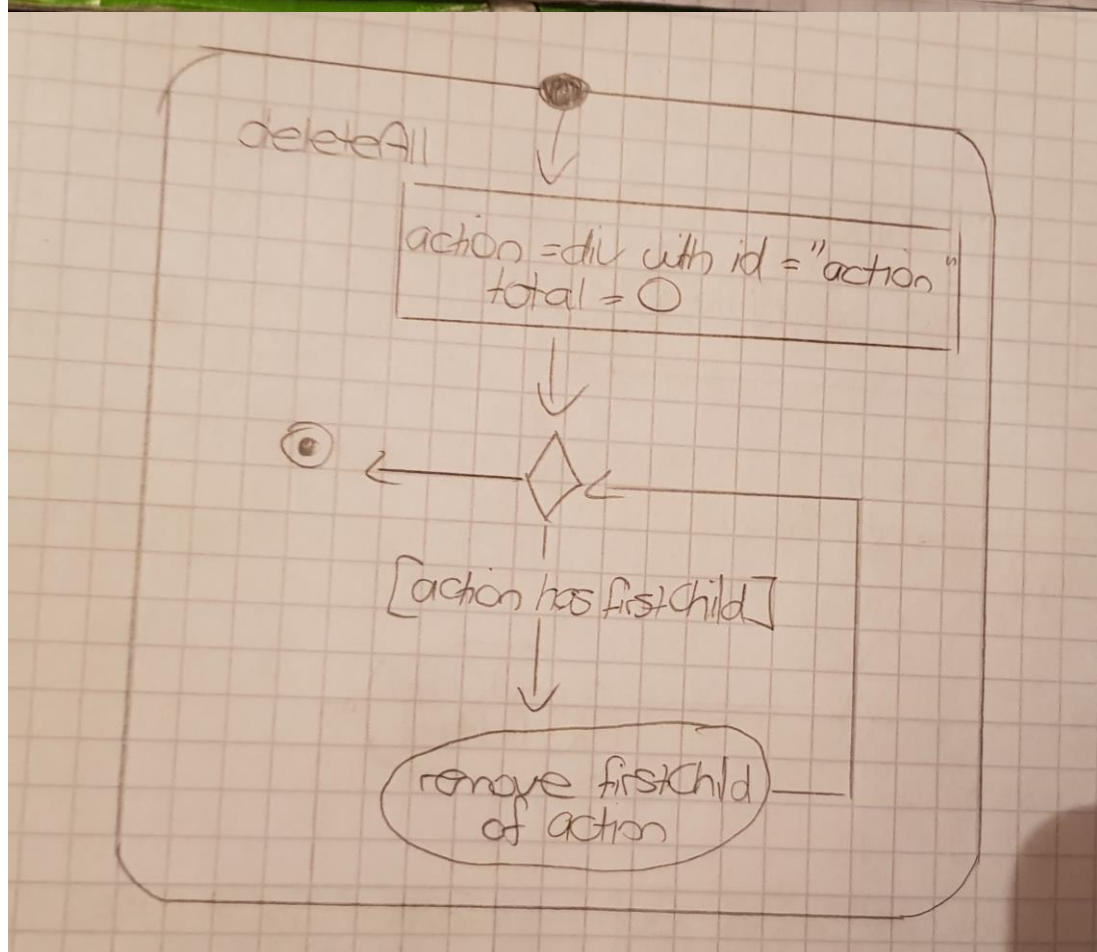 deleteAll
action = div with id = "action"
total = 0
[action has firstChild]
remove firstChild
of action